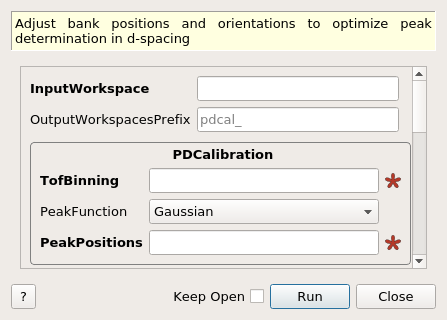 Adjust bank positions and orientations to optimize peak
determination in d-spacing
InputWorkspace
OutputWorkspacesPrefix pdcal_
PDCalibration
TofBinning *
PeakFunction Gaussian
PeakPositions *
? Keep Open Run Close